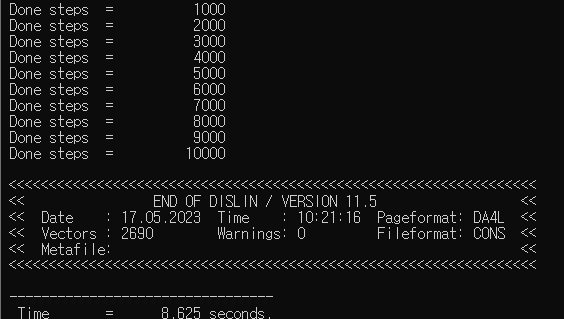 Done steps  =          1000
Done steps  =          2000
Done steps  =          3000
Done steps  =          4000
Done steps  =          5000
Done steps  =          6000
Done steps  =          7000
Done steps  =          8000
Done steps  =          9000
Done steps  =         10000
<<<<<<<<<<<<<<<<<<<<<<<<<<<<<<<<<<<<<<<<<<<<<<<<<<<<<<<<<<<<<<<<<<
<<                END OF DISLIN / VERSION 11.5                  <<
<<  Date    : 17.05.2023  Time    : 10:21:16  Pageformat: DA4L  <<
<<  Vectors : 2690        Warnings: 0         Fileformat: CONS  <<
<<  Metafile:                                                   <<
<<<<<<<<<<<<<<<<<<<<<<<<<<<<<<<<<<<<<<<<<<<<<<<<<<<<<<<<<<<<<<<<<<
---------------------------------
 Time       =      8.625 seconds.